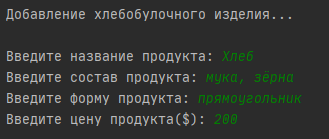 Добавление хлебобулочного изделия...
Введите название продукта: Хлеб
Введите состав продукта: мука, зёрна
Введите форму продукта: прямоугольник
Введите цену продукта($): 200